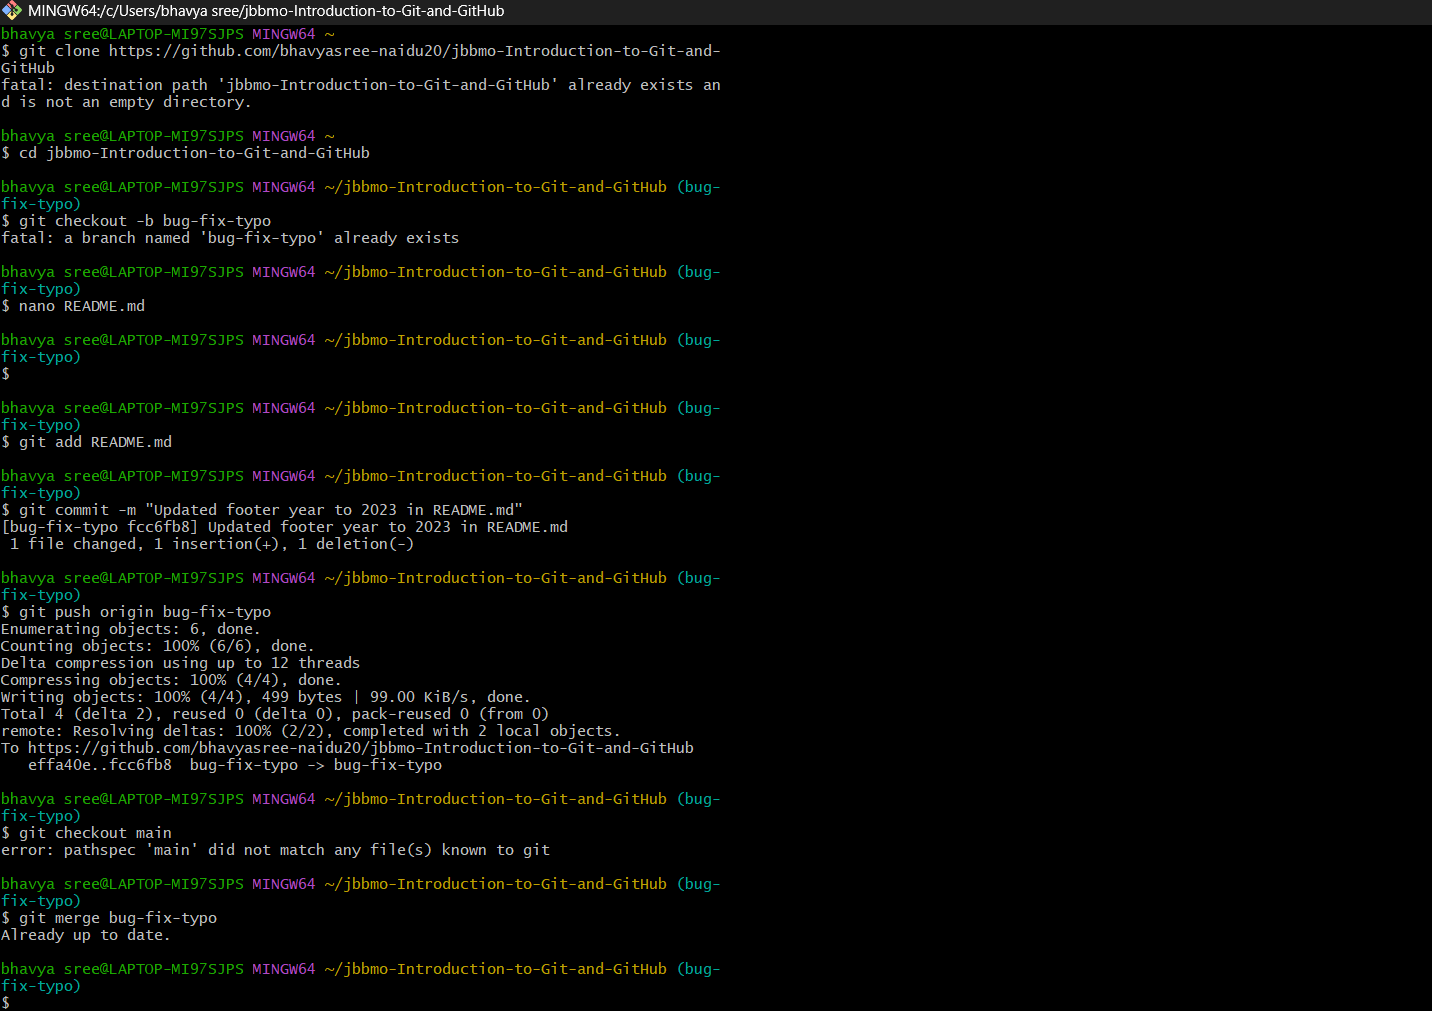 MINGW64:/c/Users/bhavya sree/jbbmo-Introduction-to-Git-and-GitHub
bhavya sree@LAPTOP-MI97SJPS MINGW64 ~
$ git clone https://github.com/bhavyasree-naidu20/jbbmo-Introduction-to-Git-and-
GitHub
fatal: destination path 'jbbmo-Introduction-to-Git-and-GitHub' already exists an
d is not an empty directory.
bhavya sree@LAPTOP-MI97SJPS MINGW64 ~
$ cd jbbmo-Introduction-to-Git-and-GitHub
bhavya sree@LAPTOP-MI97SJPS MINGW64 ~/jbbmo-Introduction-to-Git-and-GitHub (bug-
fix-typo)
$ git checkout -b bug-fix-typo
fatal: a branch named 'bug-fix-typo' already exists
bhavya sree@LAPTOP-MI97SJPS MINGW64 ~/jbbmo-Introduction-to-Git-and-GitHub (bug-
fix-typo)
$ nano README.md
bhavya sree@LAPTOP-MI97SJPS MINGW64 ~/jbbmo-Introduction-to-Git-and-GitHub (bug-
fix-typo)
$
bhavya sree@LAPTOP-MI97SJPS MINGW64 ~/jbbmo-Introduction-to-Git-and-GitHub (bug-
fix-typo)
$ git add README.md
bhavya sree@LAPTOP-MI97SJPS MINGW64 ~/jbbmo-Introduction-to-Git-and-GitHub (bug-
fix-typo)
$ git commit -m "Updated footer year to 2023 in README.md"
[bug-fix-typo fcc6fb8] Updated footer year to 2023 in README.md
 1 file changed, 1 insertion(+), 1 deletion(-)
bhavya sree@LAPTOP-MI97SJPS MINGW64 ~/jbbmo-Introduction-to-Git-and-GitHub (bug-
fix-typo)
$ git push origin bug-fix-typo
Enumerating objects: 6, done.
Counting objects: 100% (6/6), done.
Delta compression using up to 12 threads
Compressing objects: 100% (4/4), done.
Writing objects: 100% (4/4), 499 bytes | 99.00 KiB/s, done.
Total 4 (delta 2), reused 0 (delta 0), pack-reused 0 (from 0)
remote: Resolving deltas: 100% (2/2), completed with 2 local objects.
To https://github.com/bhavyasree-naidu20/jbbmo-Introduction-to-Git-and-GitHub
   effa40e..fcc6fb8  bug-fix-typo -> bug-fix-typo
bhavya sree@LAPTOP-MI97SJPS MINGW64 ~/jbbmo-Introduction-to-Git-and-GitHub (bug-
fix-typo)
$ git checkout main
error: pathspec 'main' did not match any file(s) known to git
bhavya sree@LAPTOP-MI97SJPS MINGW64 ~/jbbmo-Introduction-to-Git-and-GitHub (bug-
fix-typo)
$ git merge bug-fix-typo
Already up to date.
bhavya sree@LAPTOP-MI97SJPS MINGW64 ~/jbbmo-Introduction-to-Git-and-GitHub (bug-
fix-typo)
$